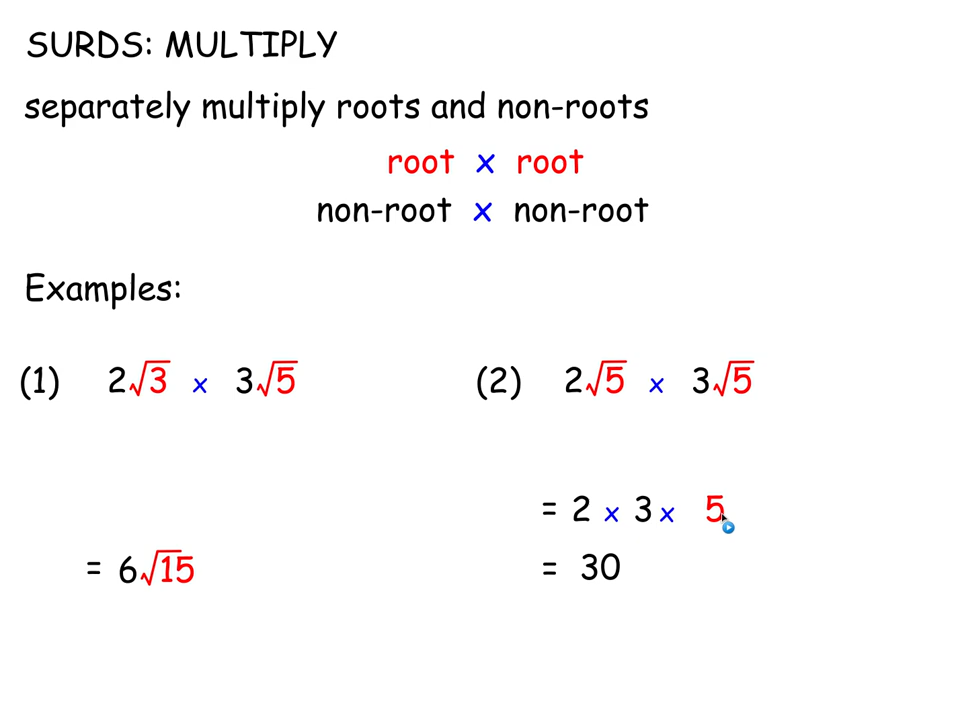 SURDS: MULTIPLY
separately multiply roots and non-roots
root x root
non-root x non-root
Examples:
(1) 2√3 x 3√5
(2) 2√5 x 3√5
= 6√15
= 2 x 3 x 5
= 30